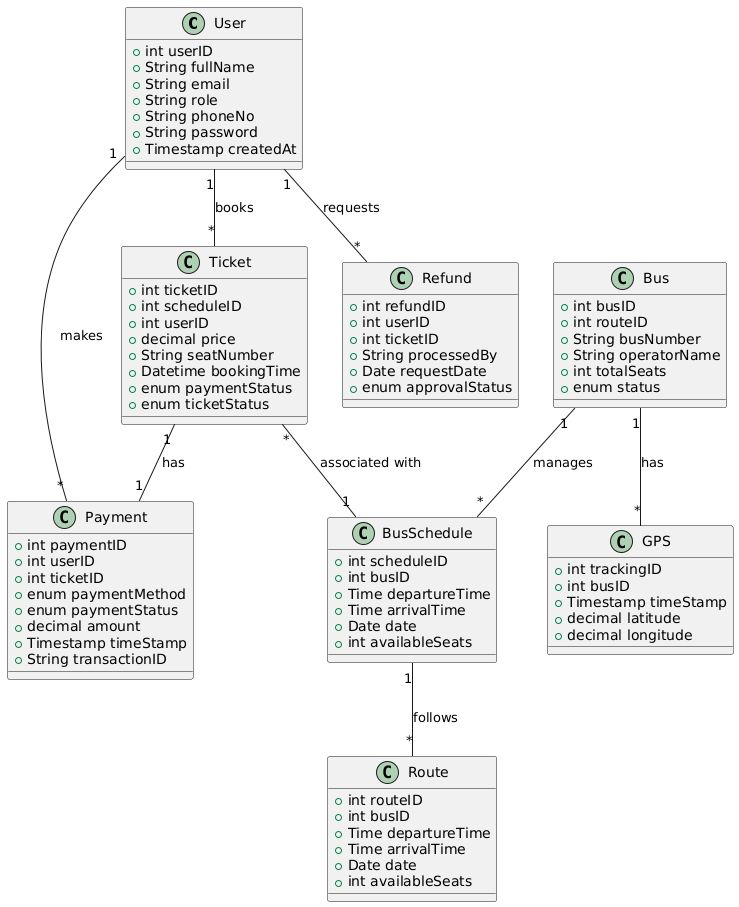 C User
int userID
String fullName
String email
String role
String phoneNo
String password
Timestamp createdAt
1
1
1
books
requests
*
*
makes
C Ticket
int ticketID
int scheduleID
int userID
decimal price
String seatNumber
Datetime bookingTime
enum paymentStatus
enum ticketStatus
C Refund
int refundID
int userID
int ticketID
String processedBy
Date requestDate
enum approvalStatus
C Bus
int busID
int routeID
String busNumber
String operatorName
int totalSeats
enum status
1
*
1
1
has
associated with
manages
has
*
1
1
*
*
C Payment
int paymentID
int userID
int ticketID
enum paymentMethod
enum paymentStatus
decimal amount
Timestamp timeStamp
String transactionID
C BusSchedule
int scheduleID
int busID
Time departureTime
Time arrivalTime
Date date
int availableSeats
C GPS
int trackingID
int busID
Timestamp timeStamp
decimal latitude
decimal longitude
1
follows
*
C Route
int routeID
int busID
Time departureTime
Time arrivalTime
Date date
int availableSeats